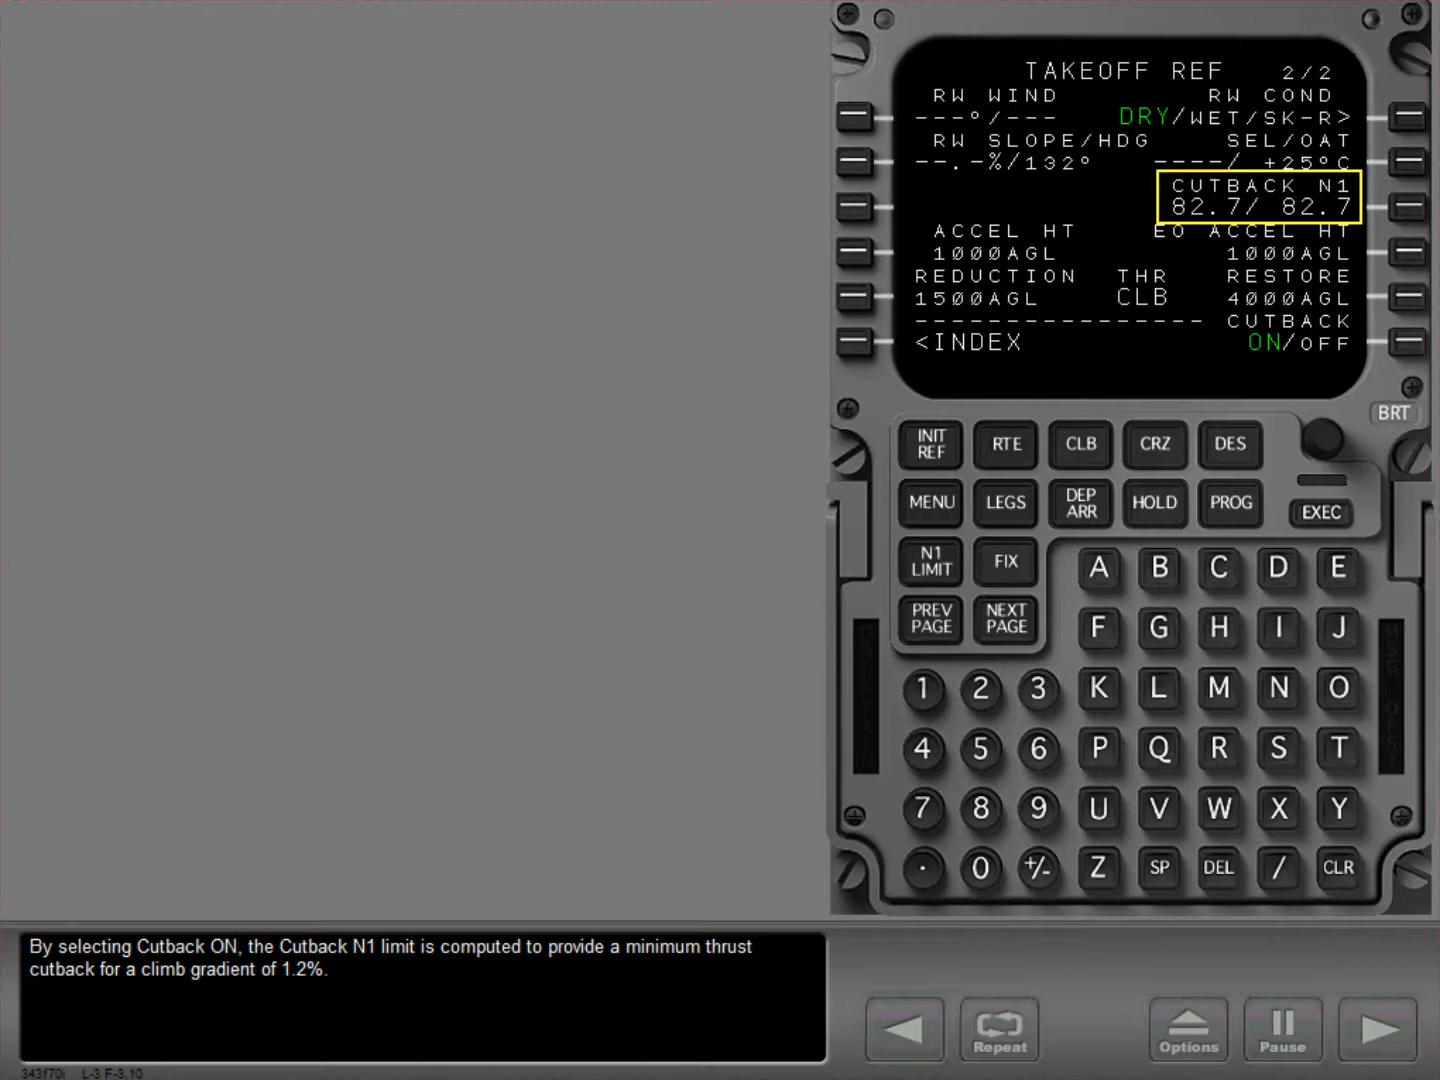 TAKEOFF REF 2/2
RW WIND RW COND
---°/--- DRY/WET/SK-R>
RW SLOPE/HDG SEL/OAT
--.-%/132° ----/ +25°C
CUTBACK N1
82.7/ 82.7
ACCEL HT EO ACCEL HT
1000AGL 1000AGL
REDUCTION THR RESTORE
1500AGL CLB 4000AGL
---------------- CUTBACK
<INDEX ON/OFF
BRT
INIT REF RTE CLB CRZ DES
MENU LEGS DEP ARR HOLD PROG EXEC
N1 LIMIT FIX A B C D E
PREV PAGE NEXT PAGE F G H I J
1 2 3 K L M N O
4 5 6 P Q R S T
7 8 9 U V W X Y
. 0 +/- Z SP DEL / CLR
By selecting Cutback ON, the Cutback N1 limit is computed to provide a minimum thrust
cutback for a climb gradient of 1.2%.
Repeat Options Pause
343f70i L-3 F-3.10